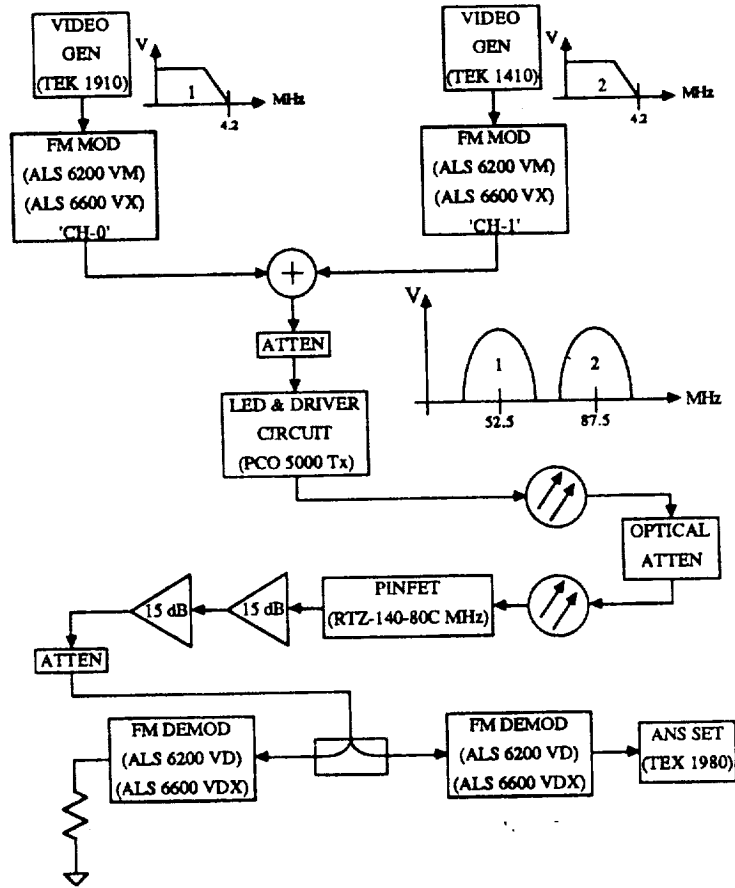 VIDEO
GEN
(TEK 1910)
V
1
MHz
4.2
VIDEO
GEN
(TEK 1410)
V
2
MHz
4.2
FM MOD
(ALS 6200 VM)
(ALS 6600 VX)
'CH-0'
FM MOD
(ALS 6200 VM)
(ALS 6600 VX)
'CH-1'
+
ATTEN
V
1
2
MHz
52.5
87.5
LED & DRIVER
CIRCUIT
(PCO 5000 Tx)
OPTICAL
ATTEN
15 dB
15 dB
PINFET
(RTZ-140-80C MHz)
ATTEN
FM DEMOD
(ALS 6200 VD)
(ALS 6600 VDX)
FM DEMOD
(ALS 6200 VD)
(ALS 6600 VDX)
ANS SET
(TEX 1980)